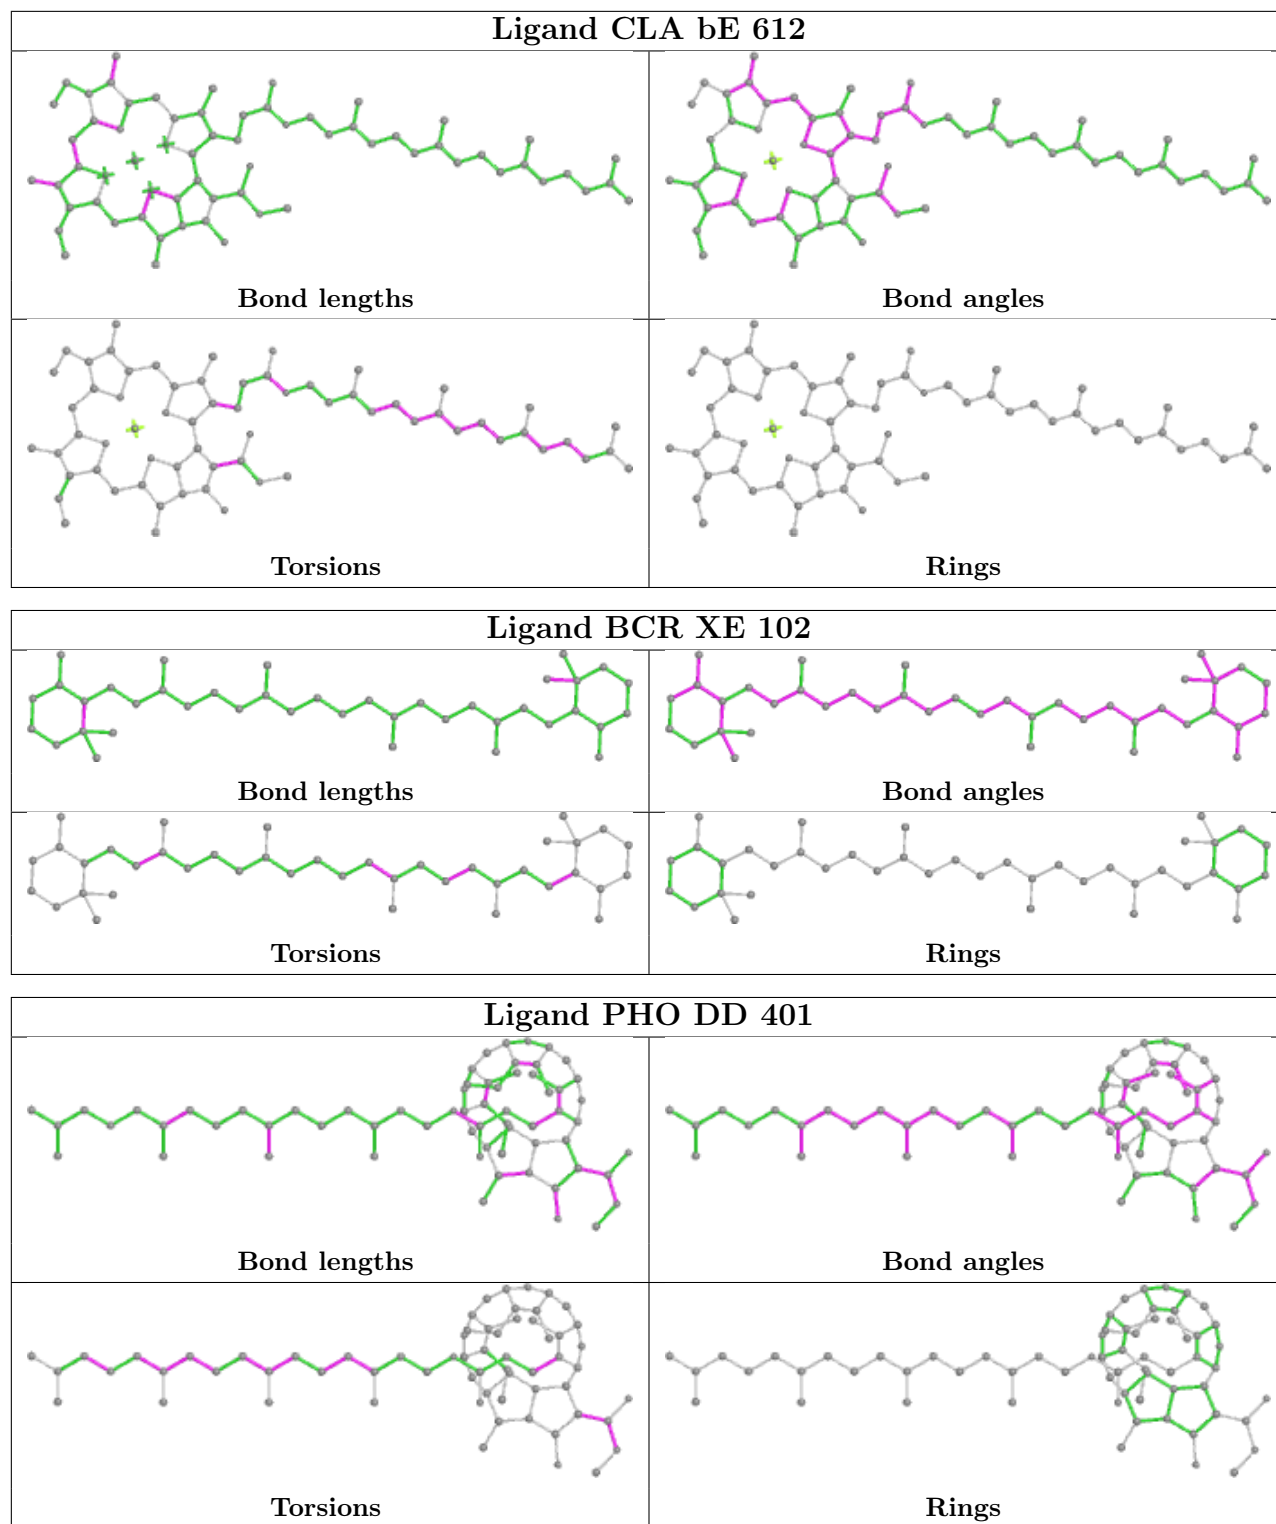 Ligand CLA bE 612
Bond lengths Bond angles
Torsions Rings
Ligand BCR XE 102
Bond lengths Bond angles
Torsions Rings
Ligand PHO DD 401
Bond lengths Bond angles
Torsions Rings